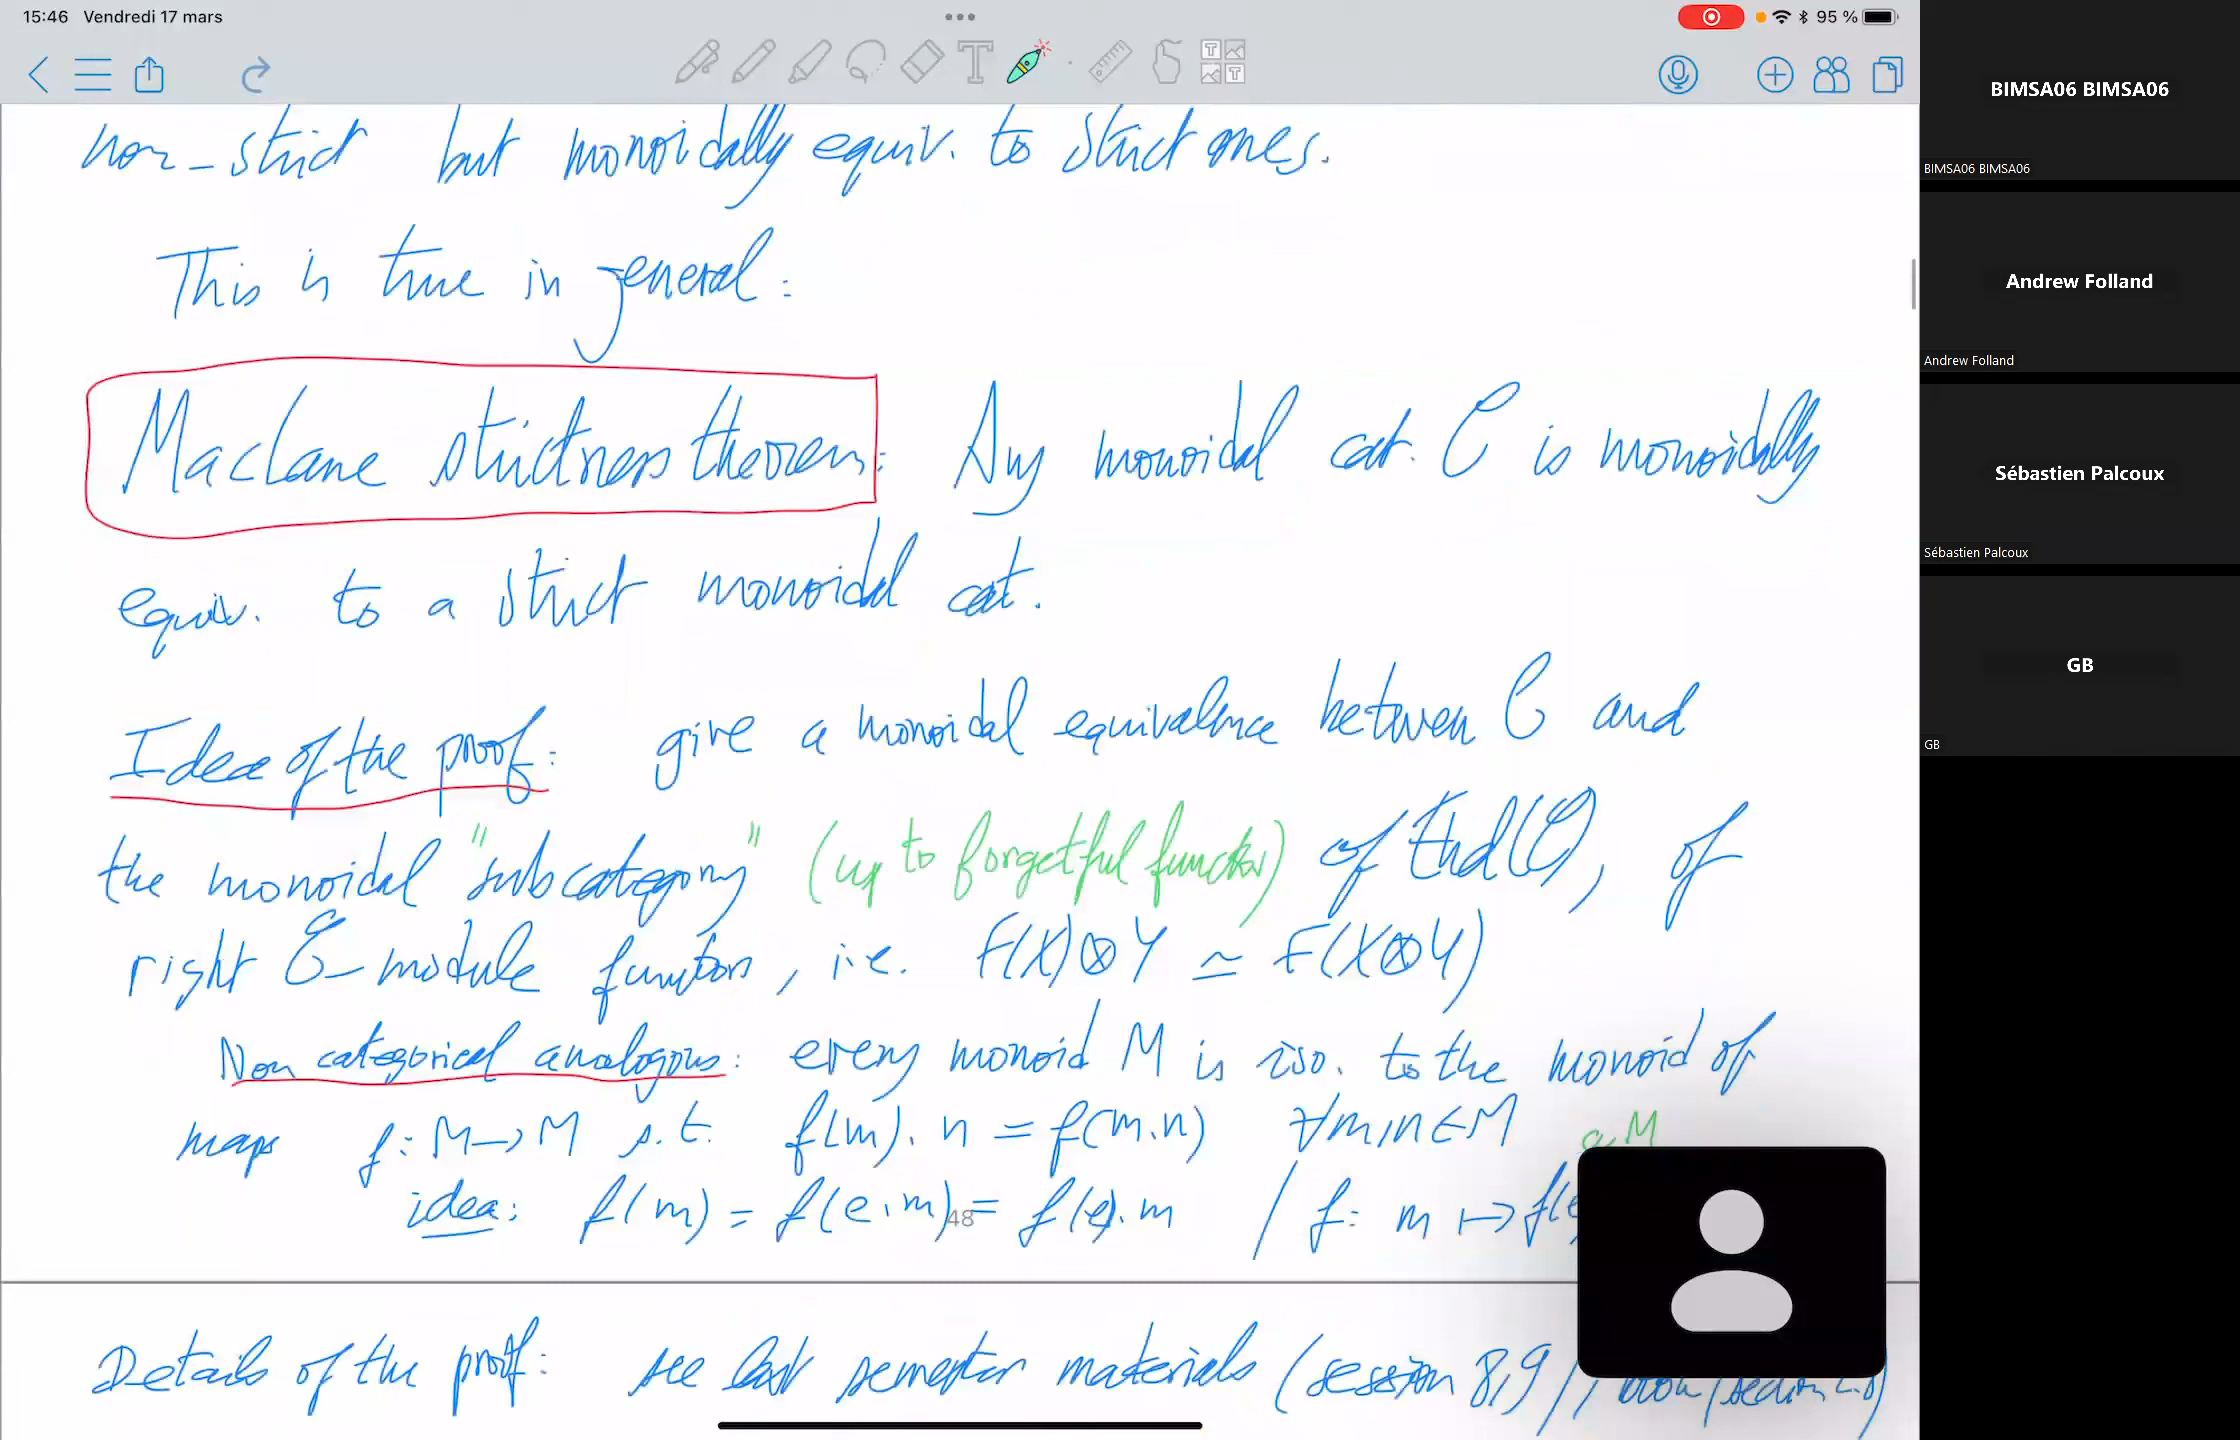 15:46 Vendredi 17 mars
95 %
non-strict but monoidally equiv. to strict ones.
This is true in general:
Maclane strictness theorem: Any monoidal cat. C is monoidally
equiv. to a strict monoidal cat.
Idea of the proof: give a monoidal equivalence between C and
the monoidal "subcategory" (up to forgetful functor) of End(C), of
right C-module functors, i.e. F(X)⊗Y ≃ F(X⊗Y)
Non categorical analogous: every monoid M is iso. to the monoid of
maps f: M→M s.t. f(m).n = f(m.n) ∀m,n∈M
idea: f(m) = f(e.m) = f(e).m / f: m ↦ f(e
48
Details of the proof: see last semester materials (session 8,9
BIMSA06 BIMSA06
BIMSA06 BIMSA06
Andrew Folland
Andrew Folland
Sébastien Palcoux
Sébastien Palcoux
GB
GB